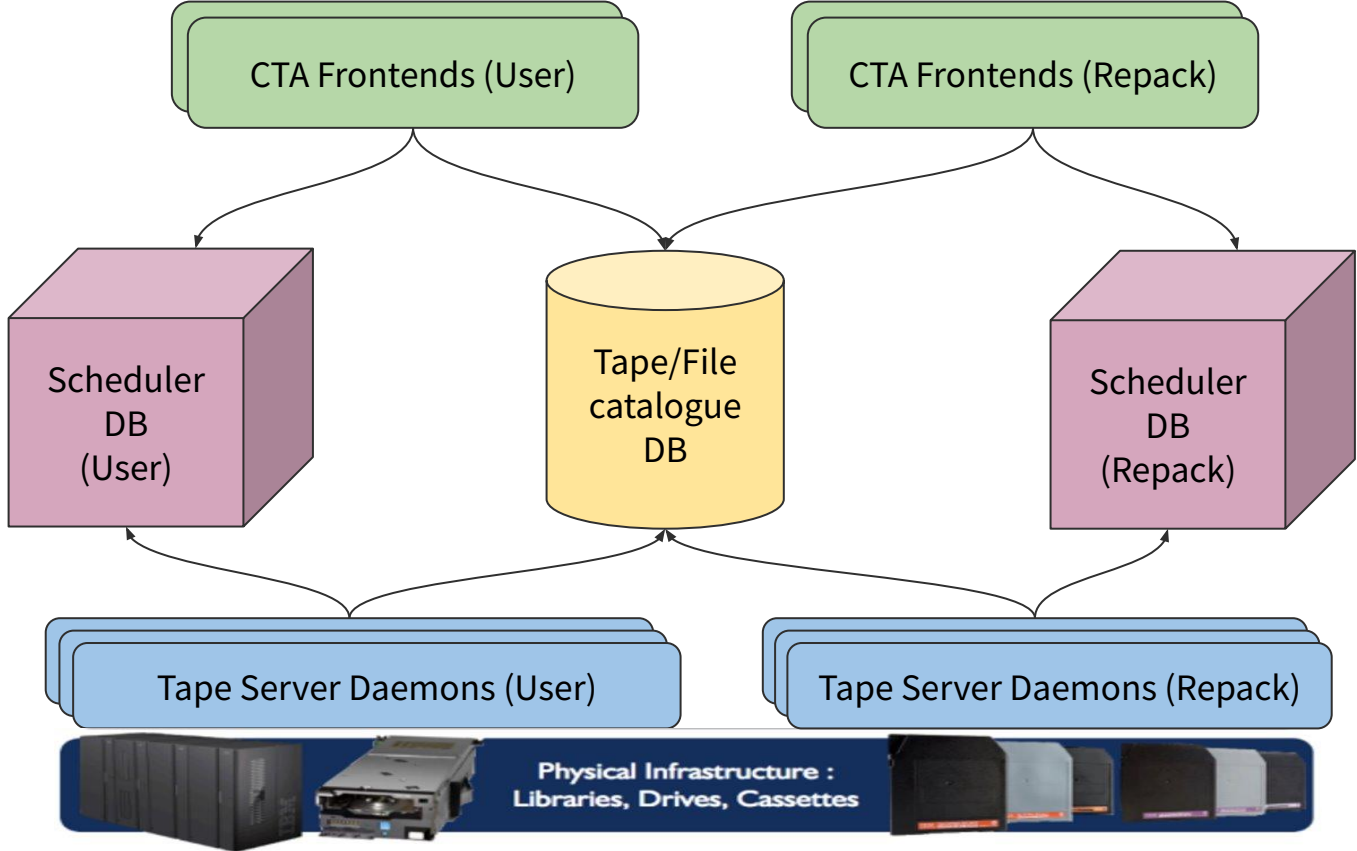 CTA Frontends (User)
CTA Frontends (Repack)
Scheduler
DB
(User)
Tape/File
catalogue
DB
Scheduler
DB
(Repack)
Tape Server Daemons (User)
Tape Server Daemons (Repack)
Physical Infrastructure :
Libraries, Drives, Cassettes
IBM